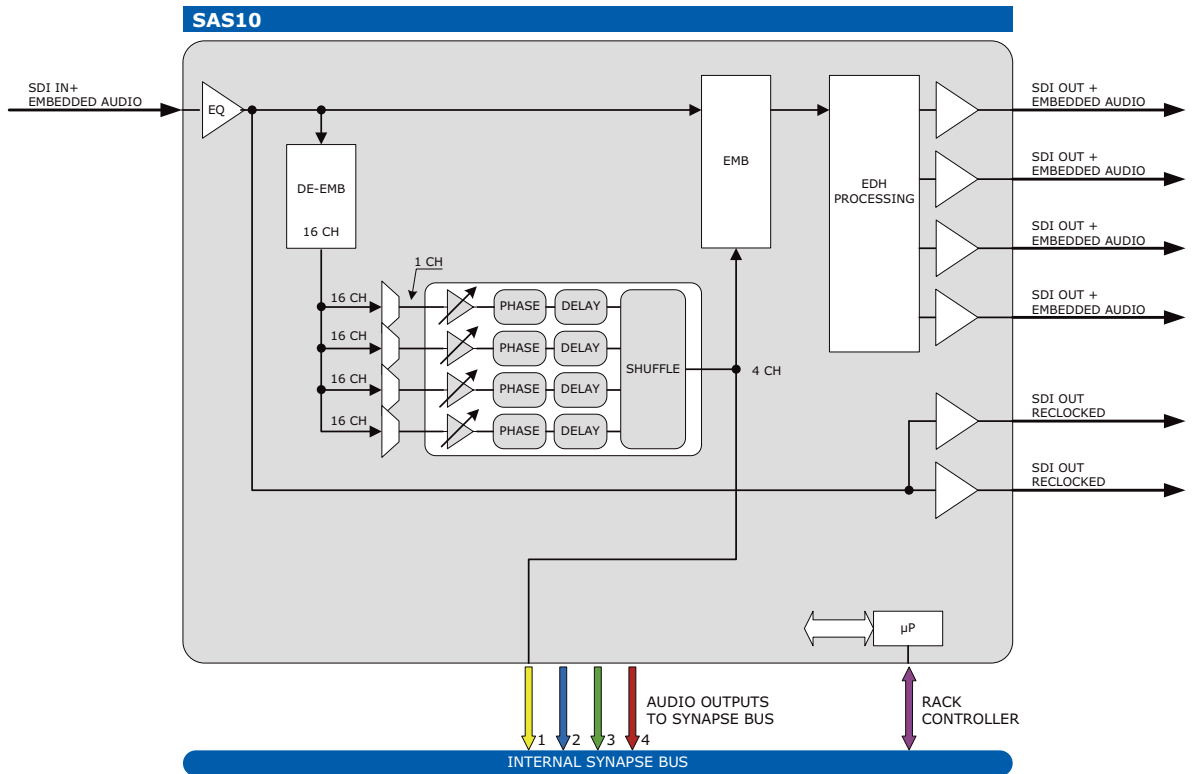 SAS10
SDI IN+
EMBEDDED AUDIO
EQ
DE-EMB
16 CH
EMB
EDH
PROCESSING
SDI OUT +
EMBEDDED AUDIO
SDI OUT +
EMBEDDED AUDIO
SDI OUT +
EMBEDDED AUDIO
SDI OUT +
EMBEDDED AUDIO
1 CH
16 CH
PHASE
DELAY
16 CH
PHASE
DELAY
16 CH
PHASE
DELAY
16 CH
PHASE
DELAY
SHUFFLE
4 CH
SDI OUT
RECLOCKED
SDI OUT
RECLOCKED
µP
AUDIO OUTPUTS
TO SYNAPSE BUS
RACK
CONTROLLER
1
2
3
4
INTERNAL SYNAPSE BUS